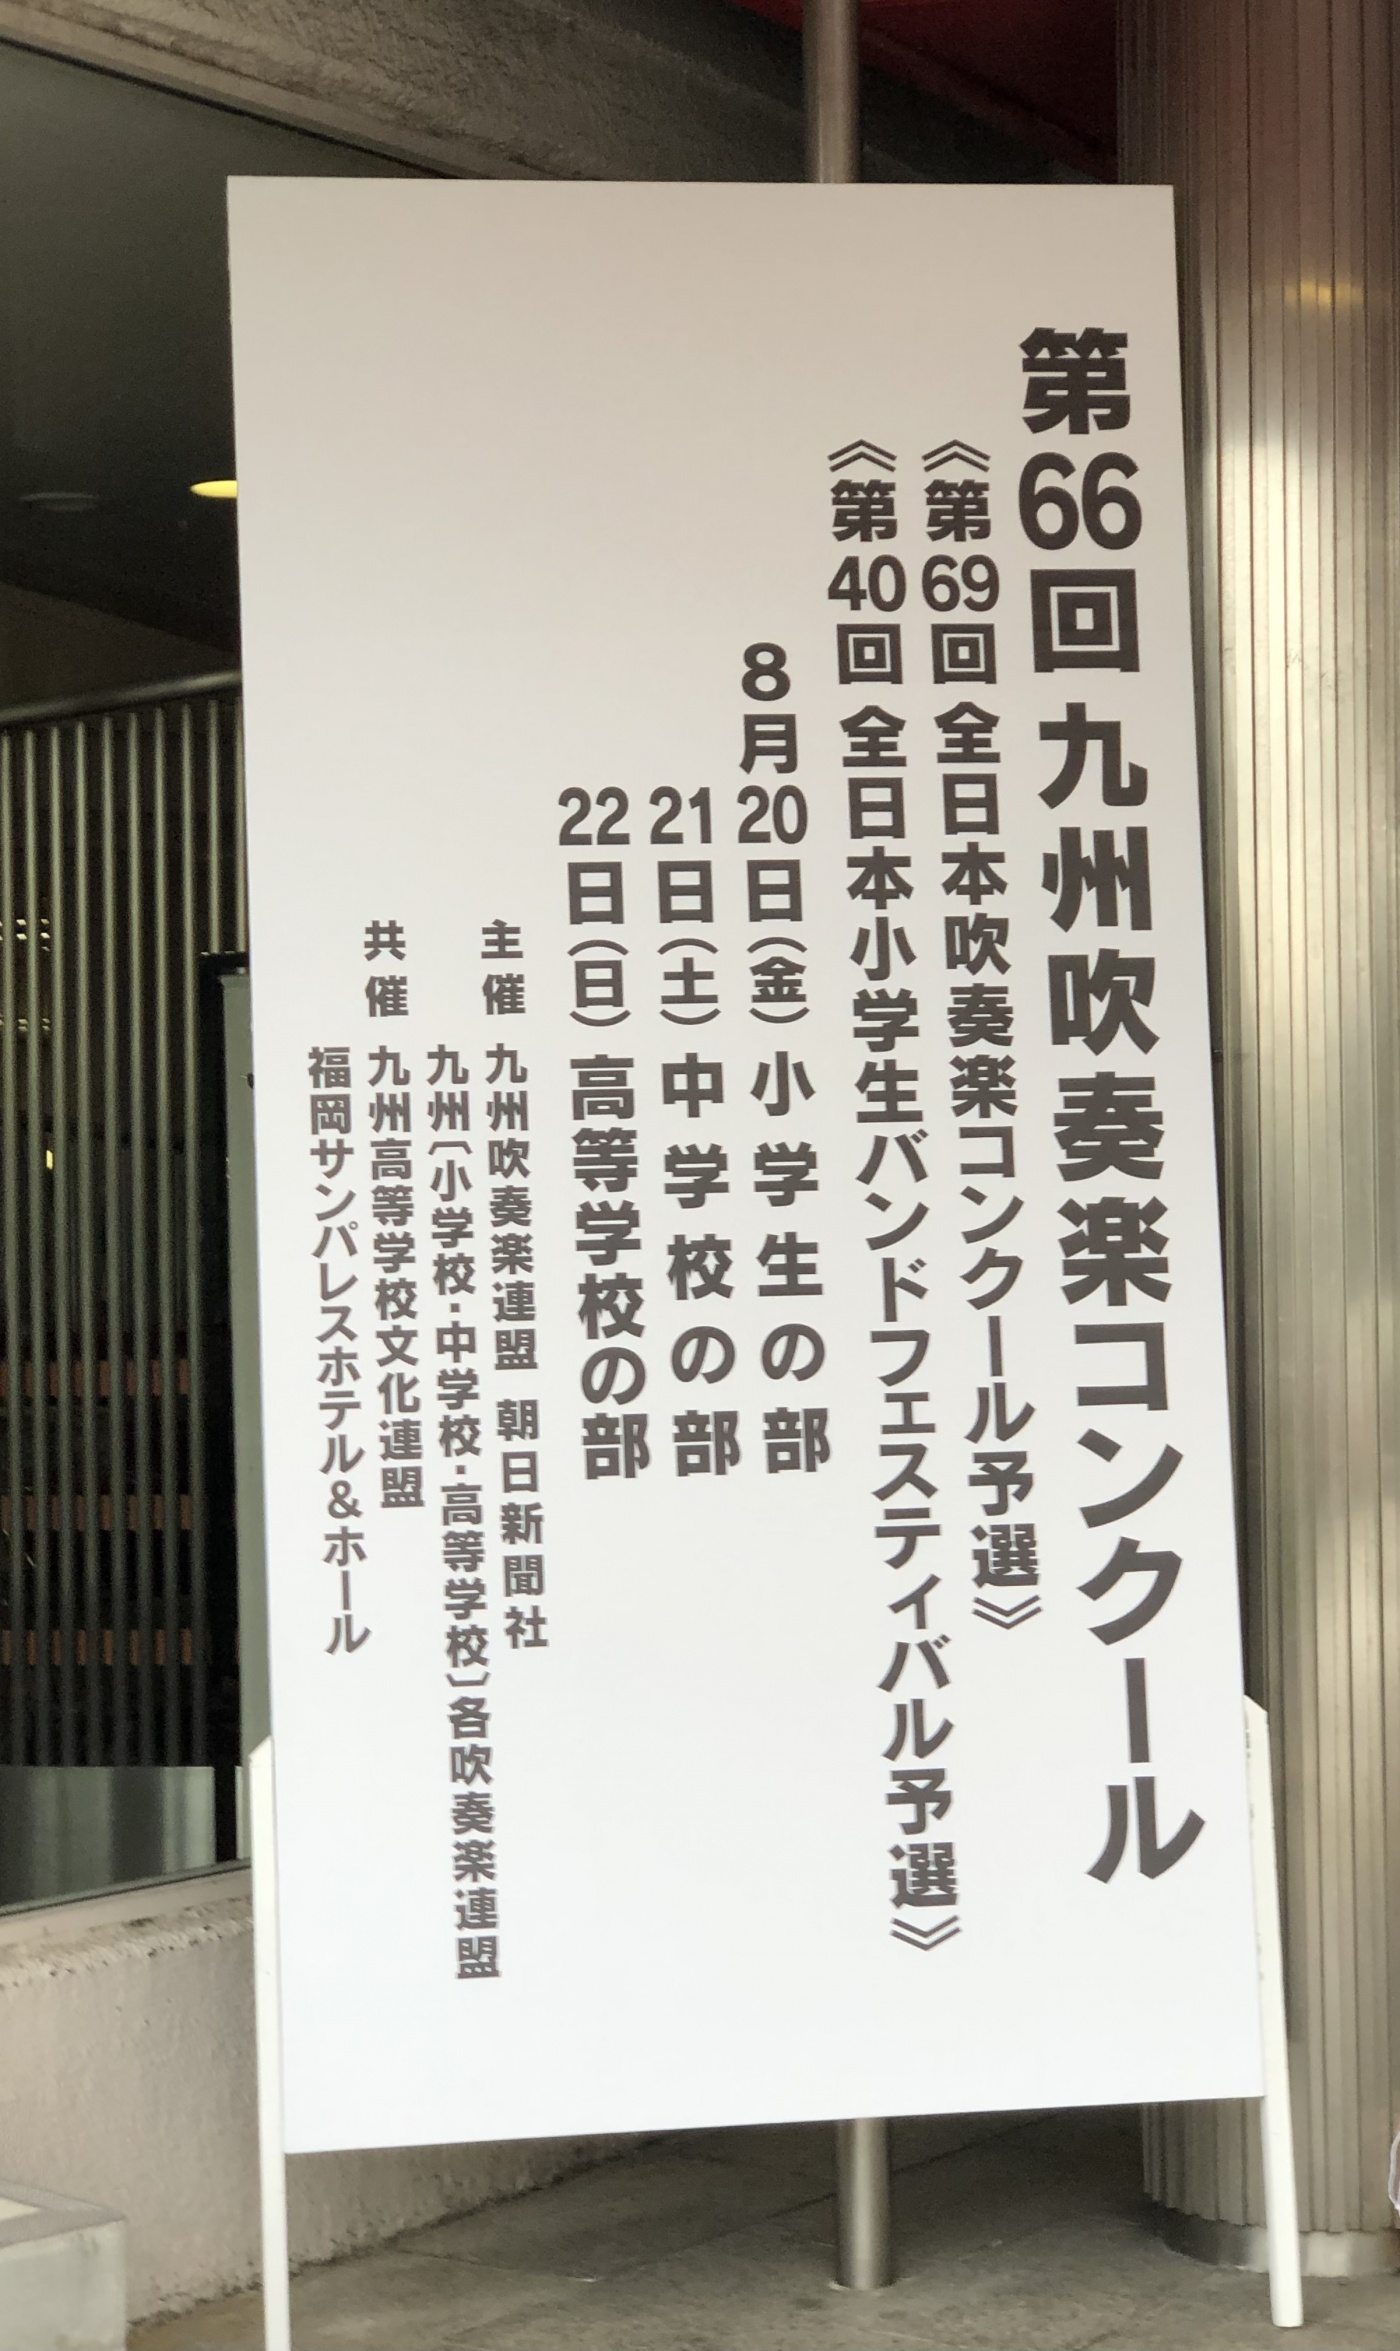 第66回 九州吹奏楽コンクール
《第69回 全日本吹奏楽コンクール予選》
《第40回 全日本小学生バンドフェスティバル予選》
8月20日(金) 小学生の部
21日(土) 中学校の部
22日(日) 高等学校の部
主催 九州吹奏楽連盟 朝日新聞社
九州〔小学校・中学校・高等学校〕各吹奏楽連盟
共催 九州高等学校文化連盟
福岡サンパレスホテル&ホール